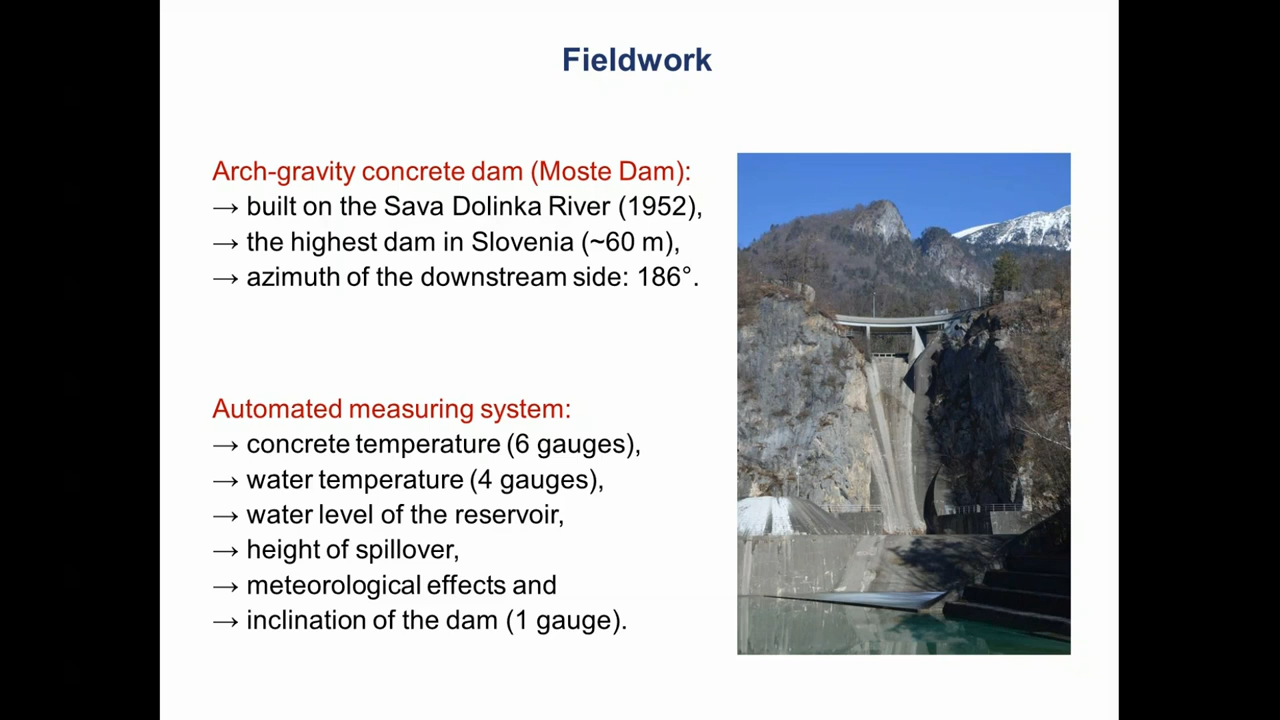 Fieldwork
Arch-gravity concrete dam (Moste Dam):
→ built on the Sava Dolinka River (1952),
→ the highest dam in Slovenia (~60 m),
→ azimuth of the downstream side: 186°.
Automated measuring system:
→ concrete temperature (6 gauges),
→ water temperature (4 gauges),
→ water level of the reservoir,
→ height of spillover,
→ meteorological effects and
→ inclination of the dam (1 gauge).